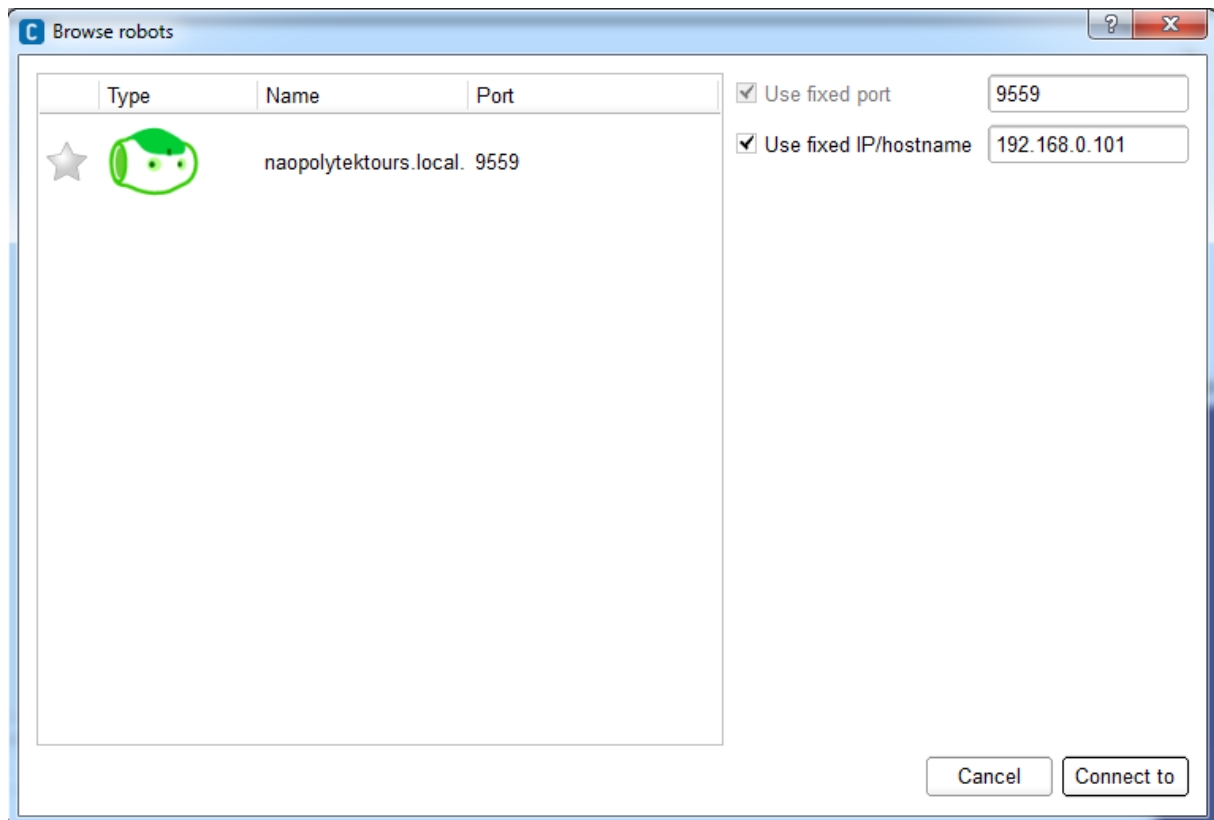 C Browse robots
Type Name Port
naopolytektours.local. 9559
Use fixed port 9559
Use fixed IP/hostname 192.168.0.101
Cancel Connect to